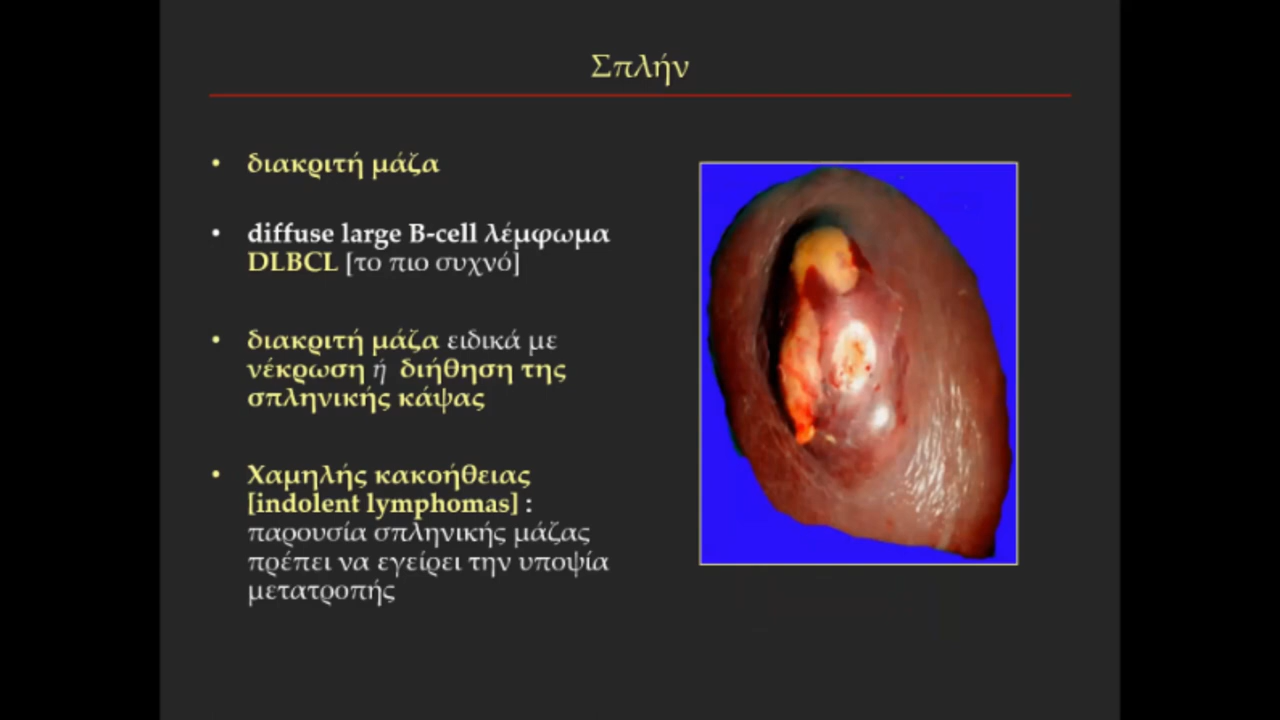 Σπλήν
• διακριτή μάζα
• diffuse large B-cell λέμφωμα
DLBCL [το πιο συχνό]
• διακριτή μάζα ειδικά με
νέκρωση ή διήθηση της
σπληνικής κάψας
• Χαμηλής κακοήθειας
[indolent lymphomas] :
παρουσία σπληνικής μάζας
πρέπει να εγείρει την υποψία
μετατροπής